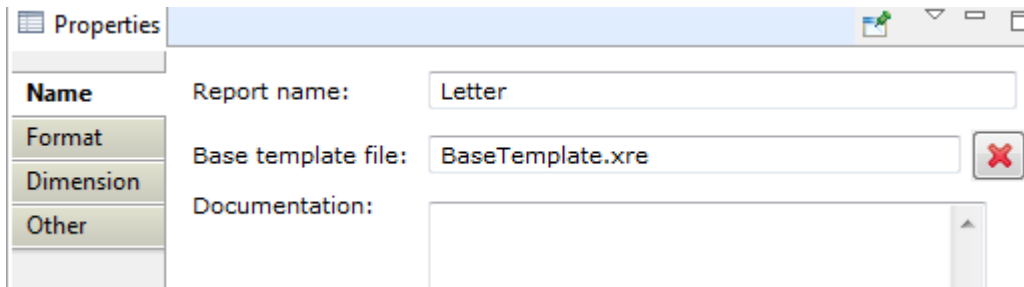 Properties
Name
Report name: Letter
Format
Base template file: BaseTemplate.xre
Dimension
Documentation:
Other